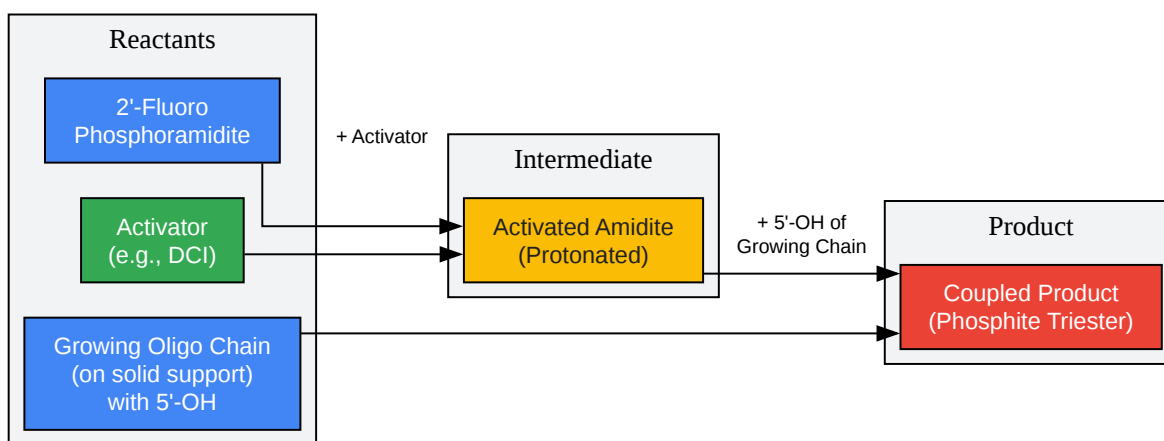 Reactants
2'-Fluoro
Phosphoramidite
+ Activator
Activator
(e.g., DCI)
Growing Oligo Chain
(on solid support)
with 5'-OH
Intermediate
Activated Amidite
(Protonated)
+ 5'-OH of
Growing Chain
Product
Coupled Product
(Phosphite Triester)